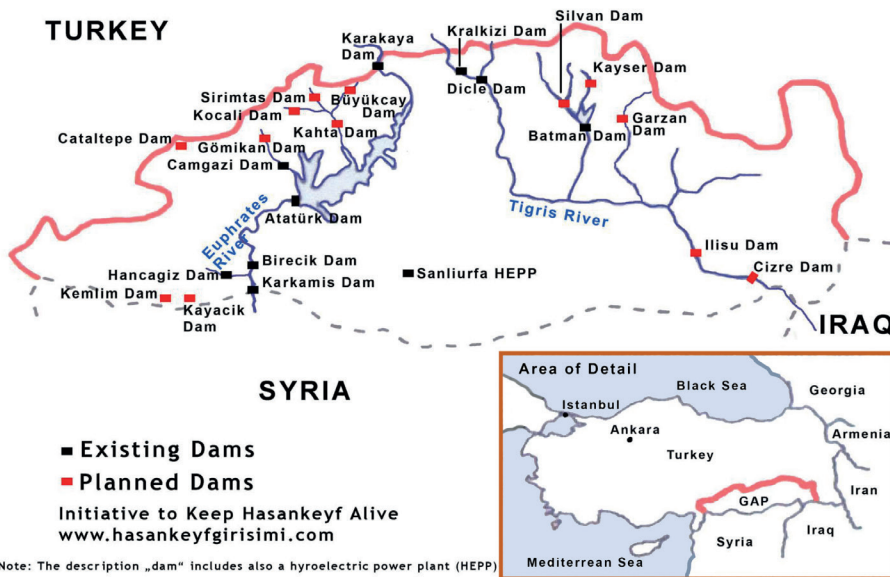 TURKEY
Karakaya
Dam
Kralkizi Dam
Silvan Dam
Kayser Dam
Sirimtas Dam
Büyükcay
Dam
Kocali Dam
Kahta Dam
Dicle Dam
Garzan
Dam
Batman Dam
Cataltepe Dam
Gömikan Dam
Camgazi Dam
Atatürk Dam
Euphrates
River
Tigris River
Birecik Dam
Hancagiz Dam
Sanliurfa HEPP
Ilisu Dam
Cizre Dam
Kemlim Dam
Karkamis Dam
Kayacik
Dam
IRAQ
SYRIA
Existing Dams
Planned Dams
Initiative to Keep Hasankeyf Alive
www.hasankeyfgirisimi.com
Note: The description „dam“ includes also a hyroelectric power plant (HEPP)
Area of Detail
Black Sea
Georgia
Istanbul
Ankara
Armenia
Turkey
Iran
GAP
Syria
Iraq
Mediterrean Sea